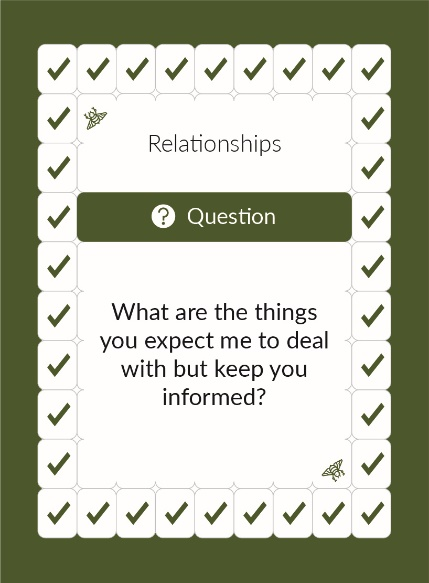 Relationships
? Question
What are the things
you expect me to deal
with but keep you
informed?